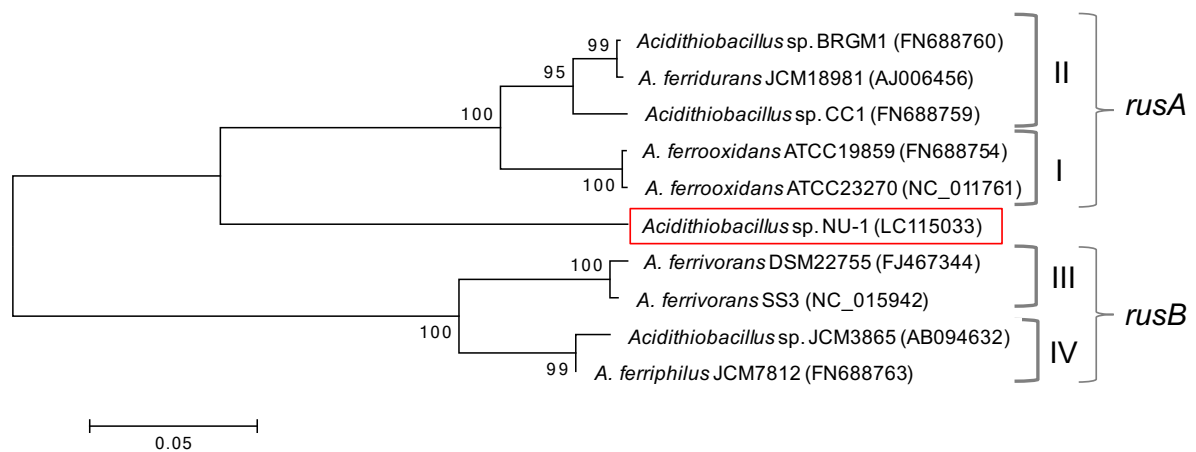 99
Acidithiobacillus sp. BRGM1 (FN688760)
95
A. ferridurans JCM18981 (AJ006456)
II
rusA
100
Acidithiobacillus sp. CC1 (FN688759)
A. ferrooxidans ATCC19859 (FN688754)
I
100
A. ferrooxidans ATCC23270 (NC_011761)
Acidithiobacillus sp. NU-1 (LC115033)
100
A. ferrivorans DSM22755 (FJ467344)
III
A. ferrivorans SS3 (NC_015942)
rusB
100
Acidithiobacillus sp. JCM3865 (AB094632)
IV
99
A. ferriphilus JCM7812 (FN688763)
0.05